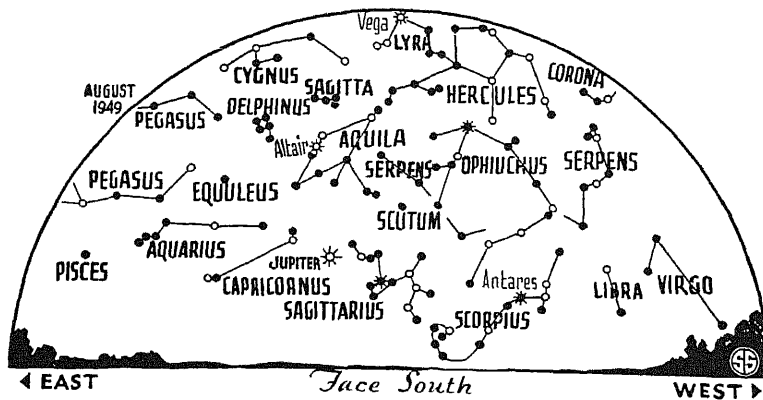 Vega
LYRA
CYGNUS
CORONA
AUGUST
1949
SAGITTA
HERCULES
DELPHINUS
PEGASUS
Altair
AQUILA
SERPENS
OPHIUCHUS
SERPENS
PEGASUS
EQUULEUS
SCUTUM
AQUARIUS
PISCES
JUPITER
CAPRICORNUS
SAGITTARIUS
Antares
SCORPIUS
LIBRA
VIRGO
SS
EAST
Face South
WEST